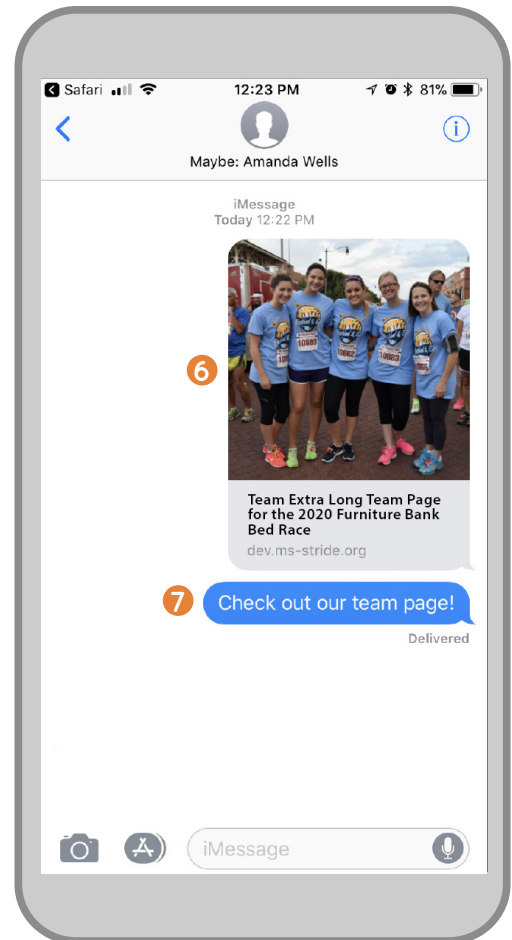 Safari 12:23 PM 81%
Maybe: Amanda Wells
iMessage
Today 12:22 PM
10662
10663
6
Team Extra Long Team Page
for the 2020 Furniture Bank
Bed Race
dev.ms-stride.org
7 Check out our team page!
Delivered
iMessage